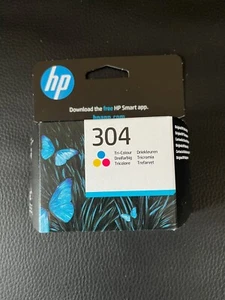 hp
Download the free HP Smart app.
304
Tri-Colour Driekleuren
Dreifarbig Tricromia
Tricolore Trefarvet